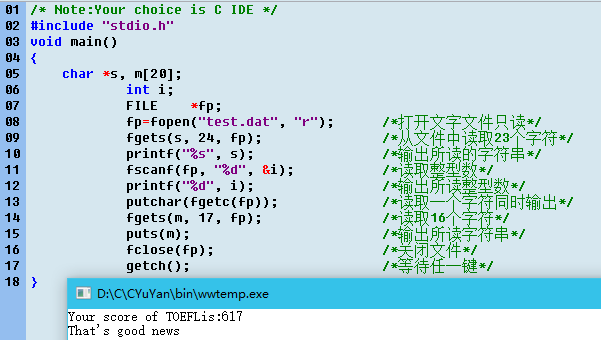 01 /* Note:Your choice is C IDE */
02 #include "stdio.h"
03 void main()
04 {
05 char *s, m[20];
06 int i;
07 FILE *fp;
08 fp=fopen("test.dat", "r"); /*打开文字文件只读*/
09 fgets(s, 24, fp); /*从文件中读取23个字符*/
10 printf("%s", s); /*输出所读的字符串*/
11 fscanf(fp, "%d", &i); /*读取整型数*/
12 printf("%d", i); /*输出所读整型数*/
13 putchar(fgetc(fp)); /*读取一个字符同时输出*/
14 fgets(m, 17, fp); /*读取16个字符*/
15 puts(m); /*输出所读字符串*/
16 fclose(fp); /*关闭文件*/
17 getch(); /*等待任一键*/
18 }
D:\C\CYuYan\bin\wwtemp.exe
Your score of TOEFLis:617
That's good news